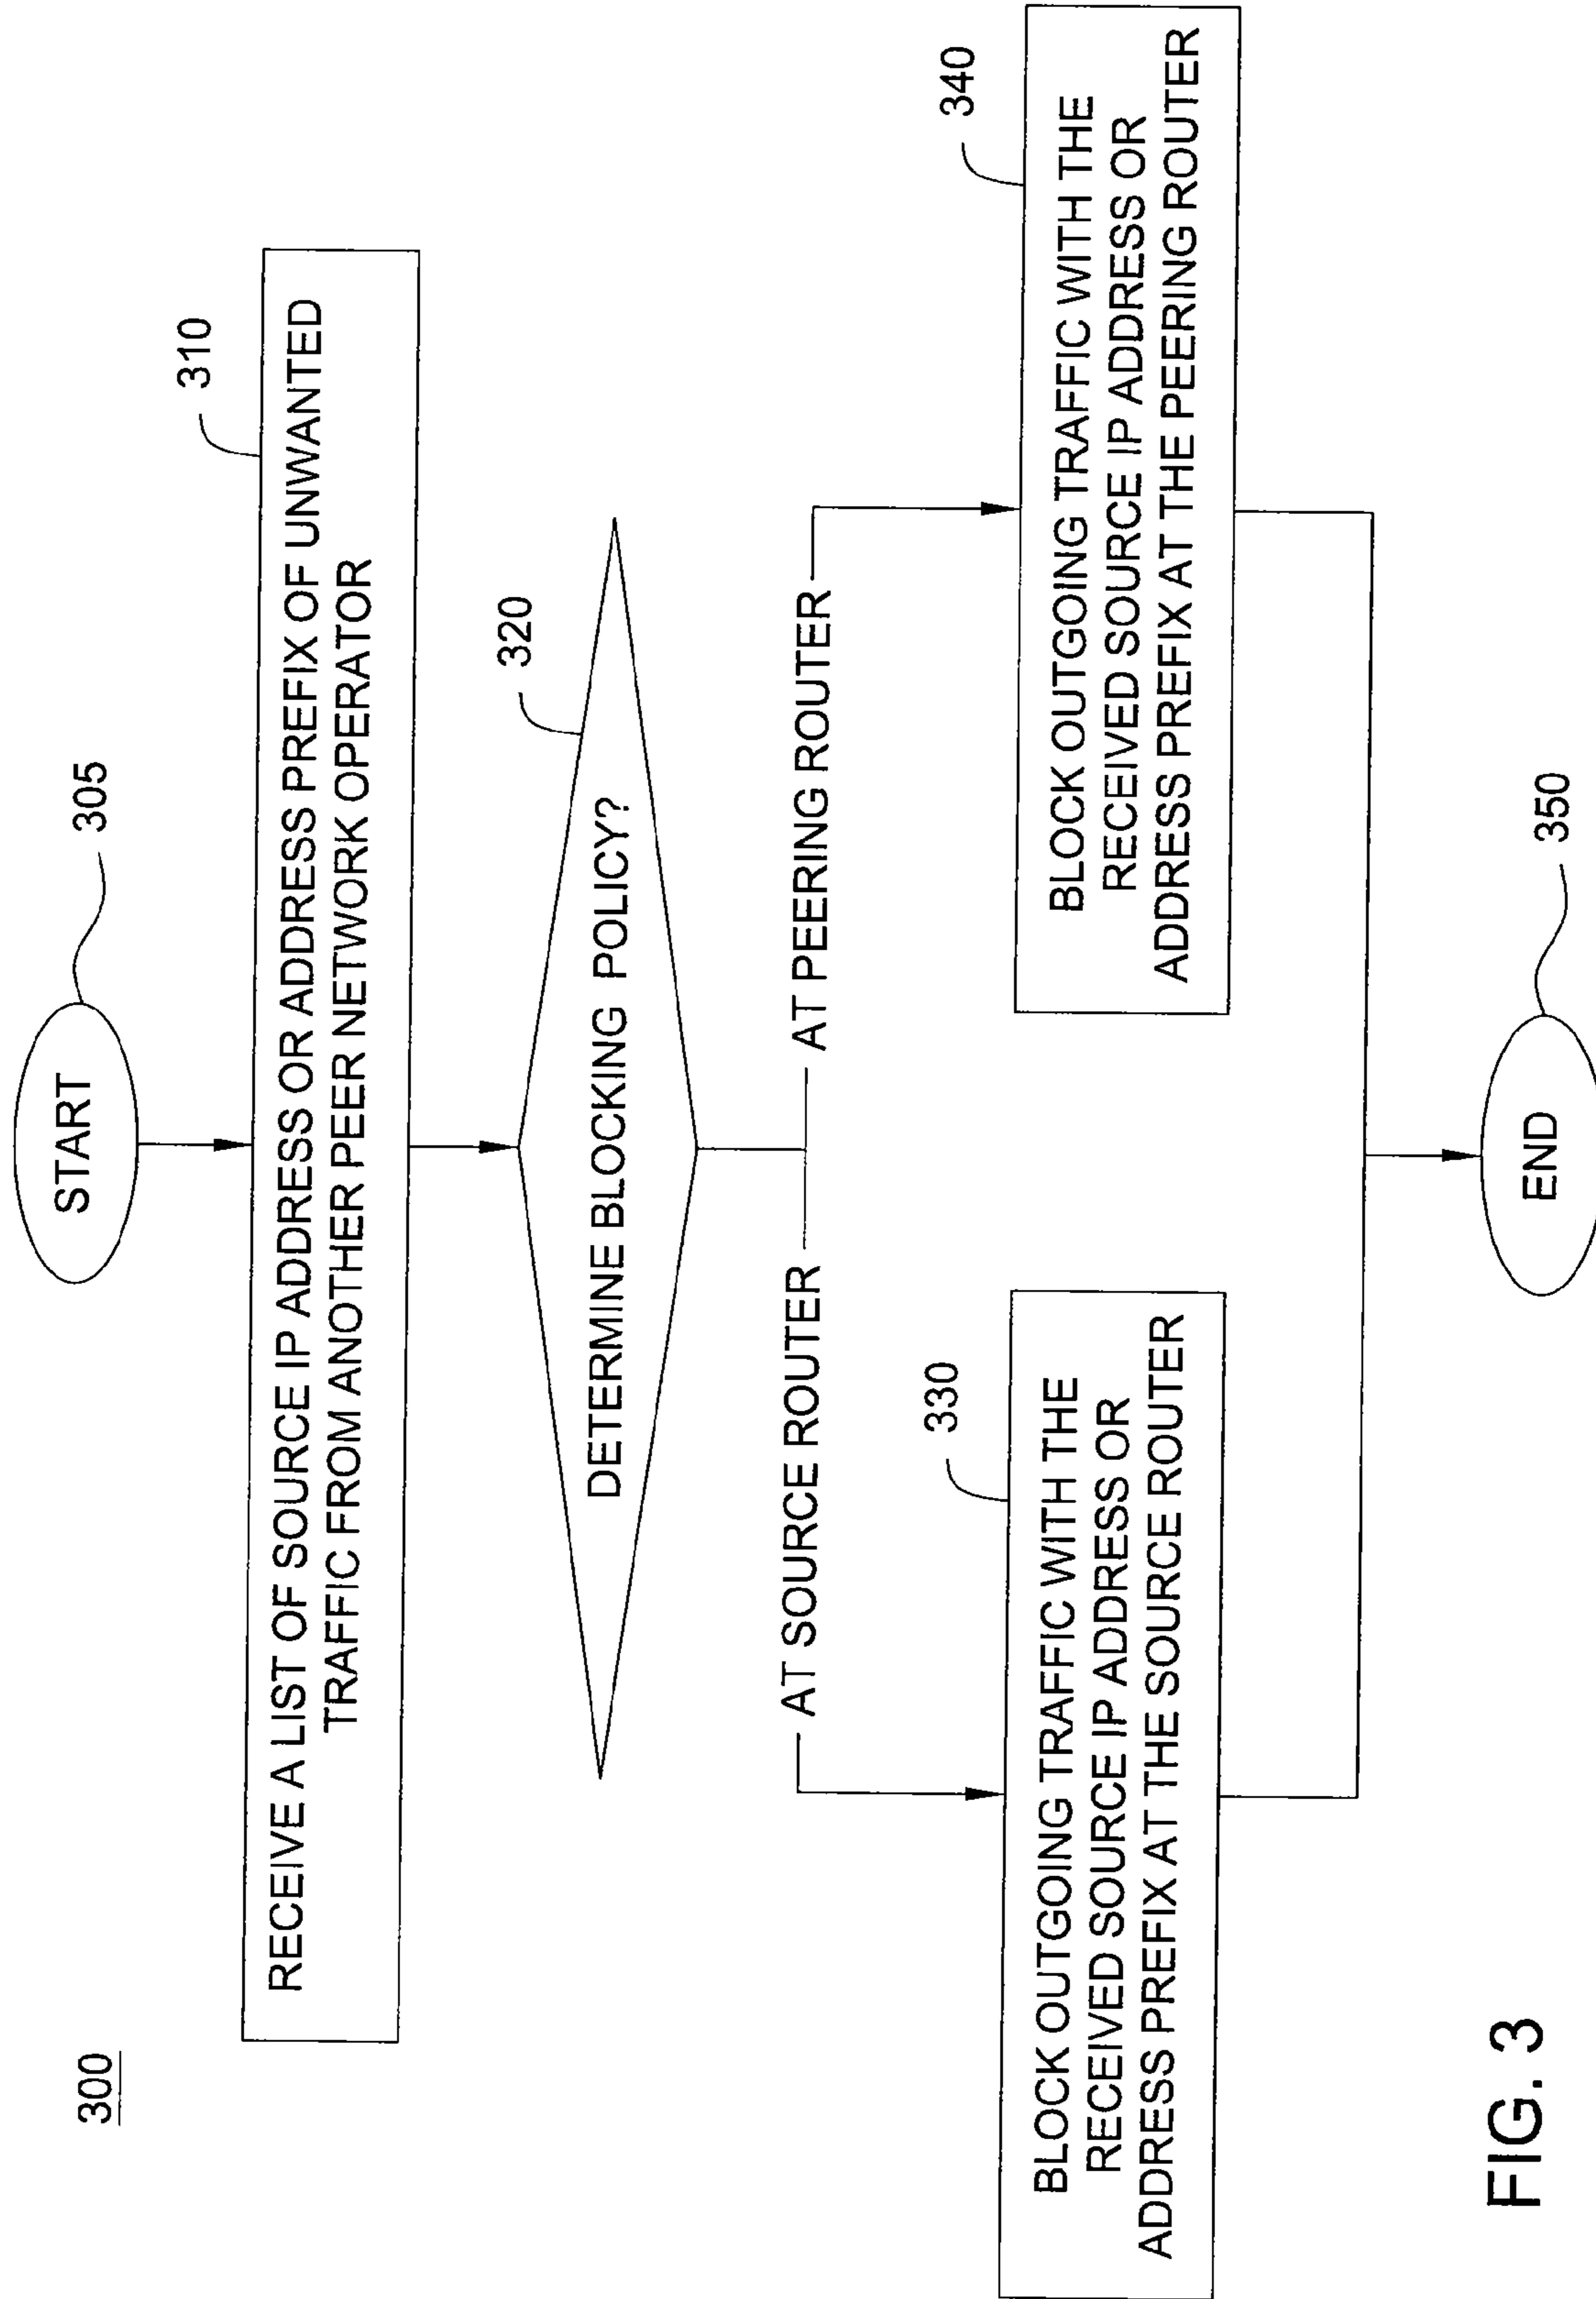 300
START
305
310
RECEIVE A LIST OF SOURCE IP ADDRESS OR ADDRESS PREFIX OF UNWANTED
TRAFFIC FROM ANOTHER PEER NETWORK OPERATOR
320
DETERMINE BLOCKING POLICY?
AT SOURCE ROUTER
AT PEERING ROUTER
330
BLOCK OUTGOING TRAFFIC WITH THE
RECEIVED SOURCE IP ADDRESS OR
ADDRESS PREFIX AT THE SOURCE ROUTER
340
BLOCK OUTGOING TRAFFIC WITH THE
RECEIVED SOURCE IP ADDRESS OR
ADDRESS PREFIX AT THE PEERING ROUTER
END
350
FIG. 3